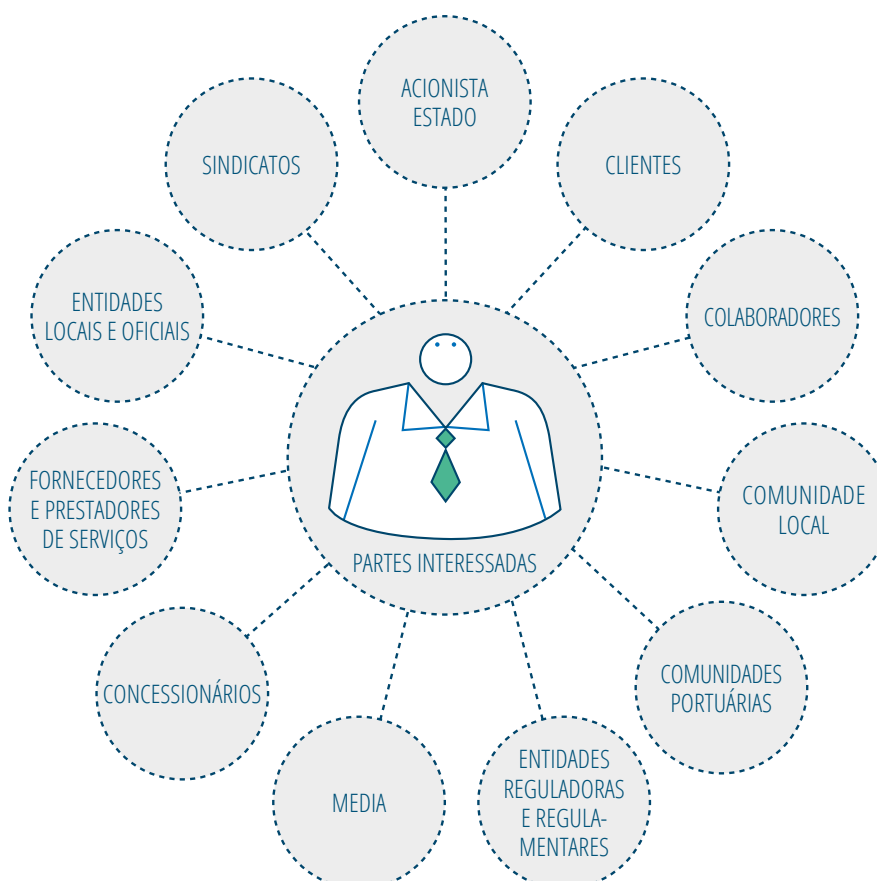 ACIONISTA
ESTADO
CLIENTES
COLABORADORES
COMUNIDADE
LOCAL
COMUNIDADES
PORTUÁRIAS
ENTIDADES
REGULADORAS
E REGULA-
MENTARES
MEDIA
CONCESSIONÁRIOS
FORNECEDORES
E PRESTADORES
DE SERVIÇOS
ENTIDADES
LOCAIS E OFICIAIS
SINDICATOS
PARTES INTERESSADAS